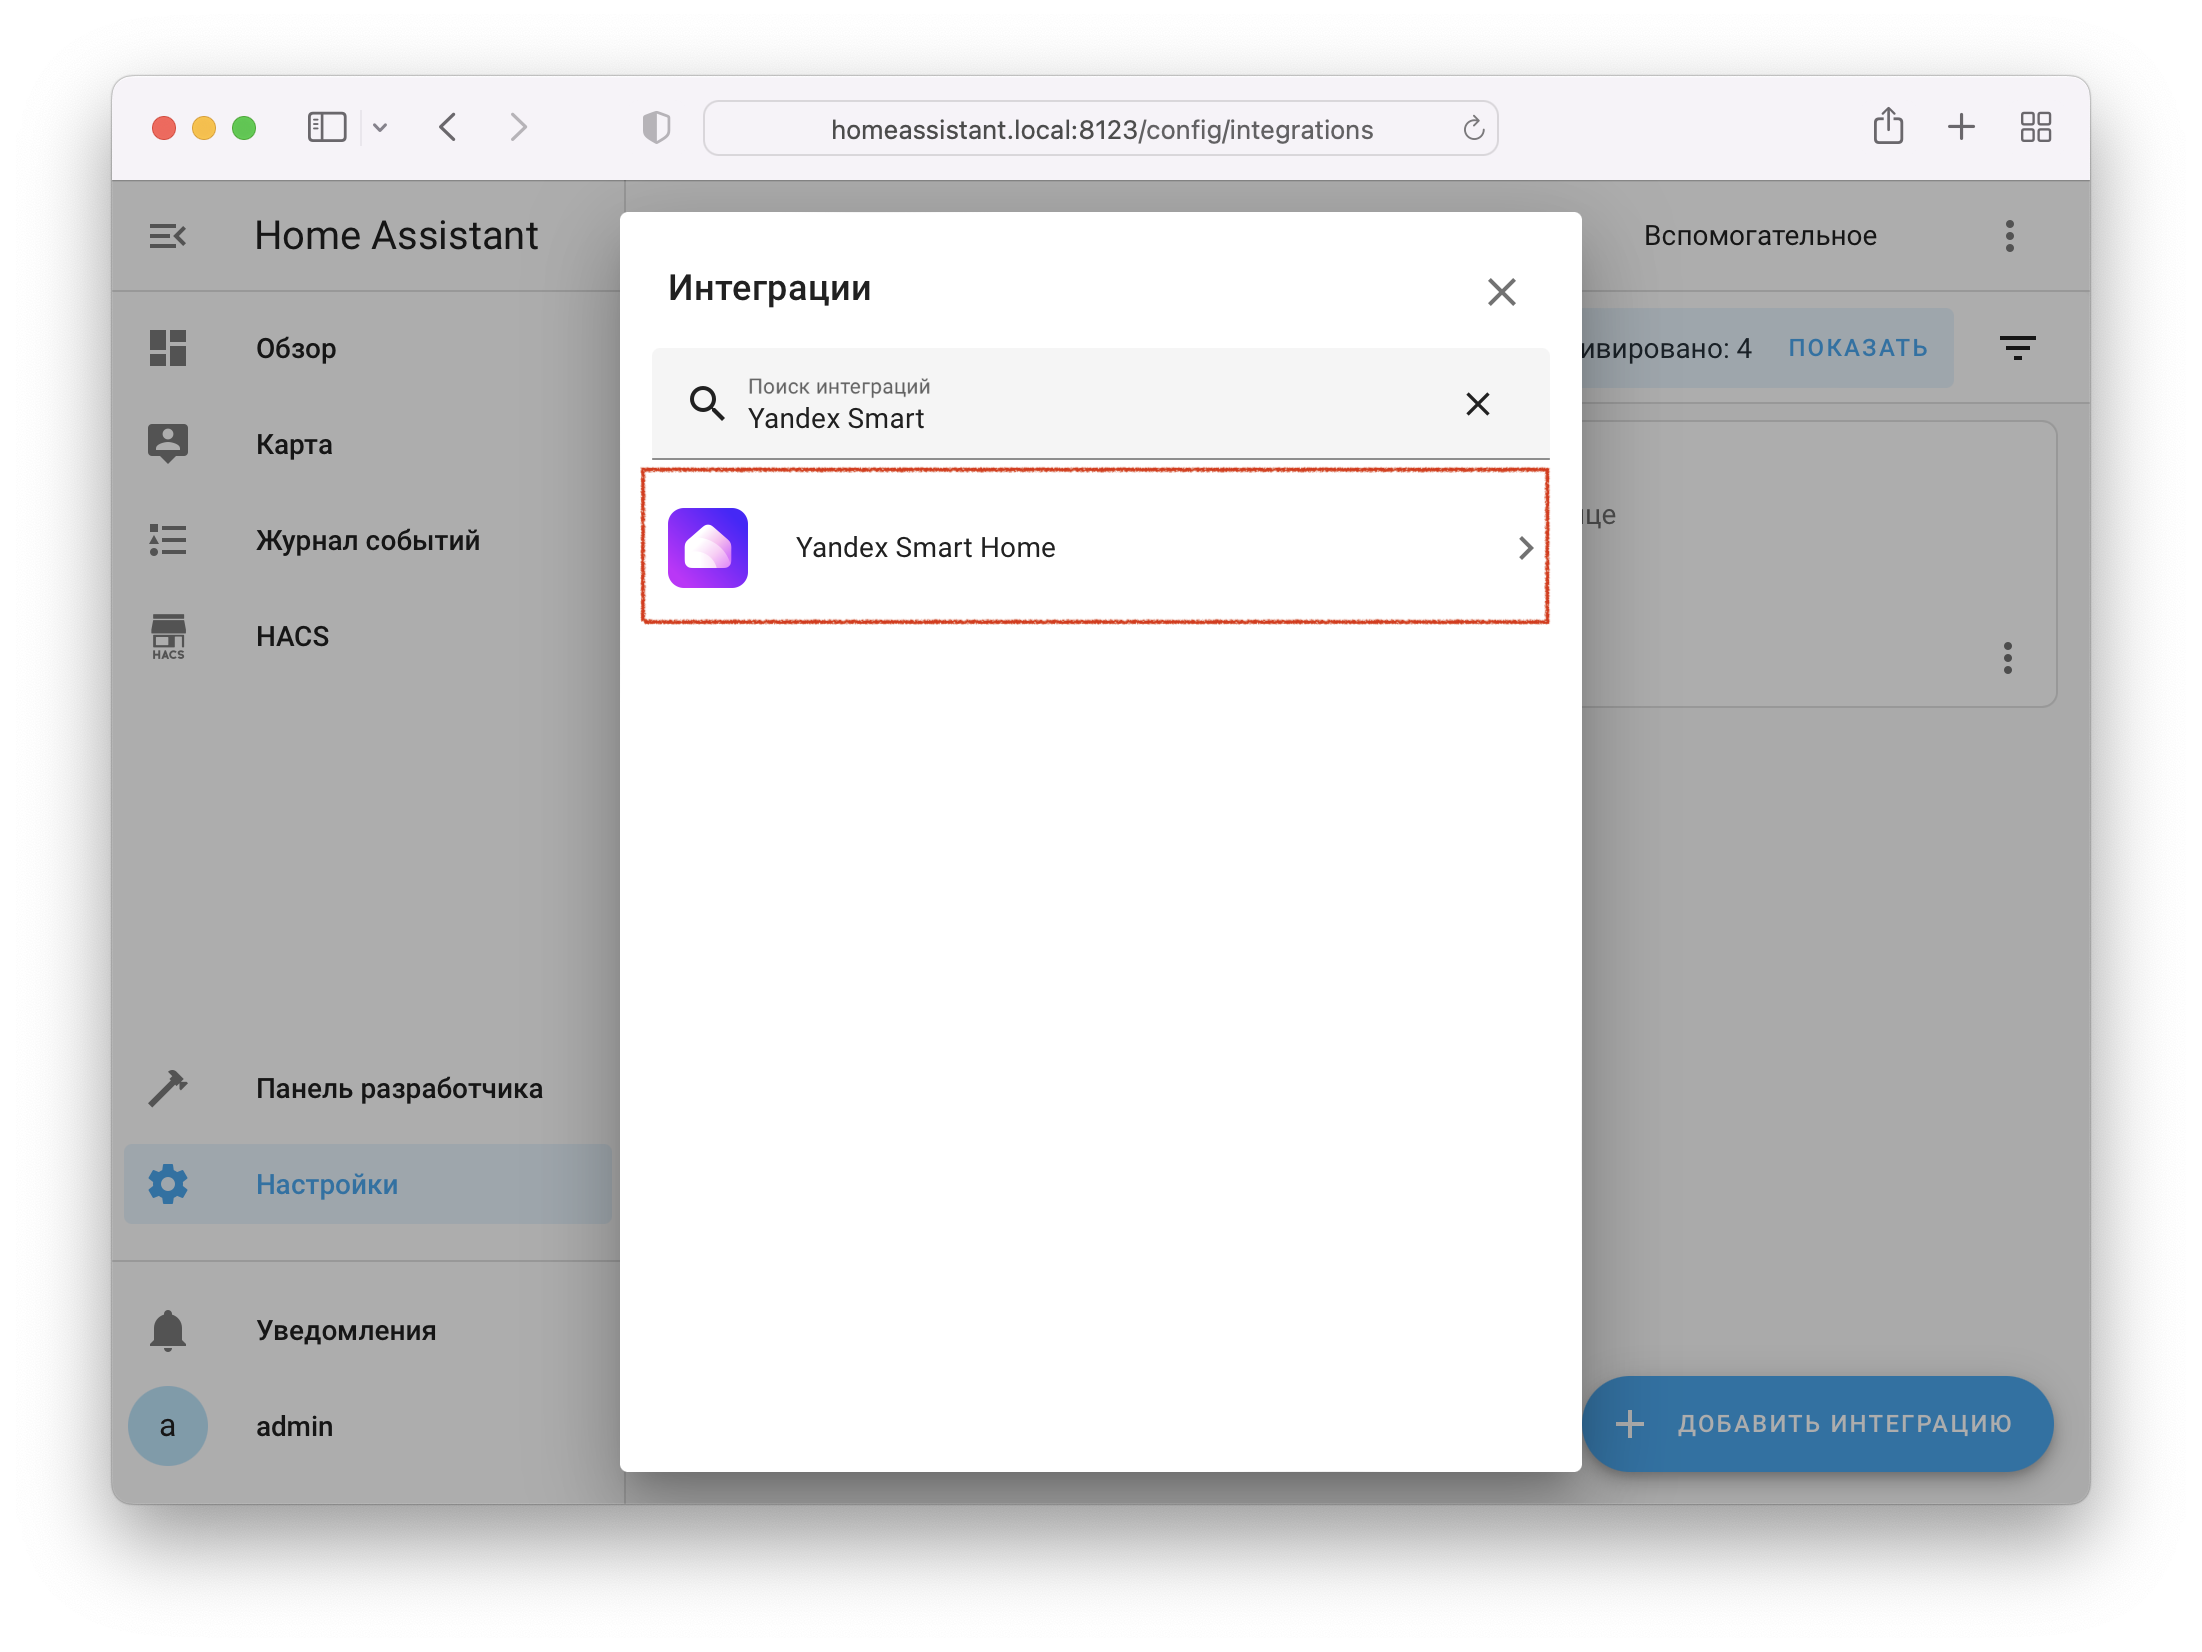 homeassistant.local:8123/config/integrations
Home Assistant
Вспомогательное
Интеграции
Обзор
ивировано: 4
ПОКАЗАТЬ
Поиск интеграций
Yandex Smart
Карта
Журнал событий
Yandex Smart Home
HACS
HACS
Панель разработчика
Настройки
Уведомления
a
admin
ДОБАВИТЬ ИНТЕГРАЦИЮ